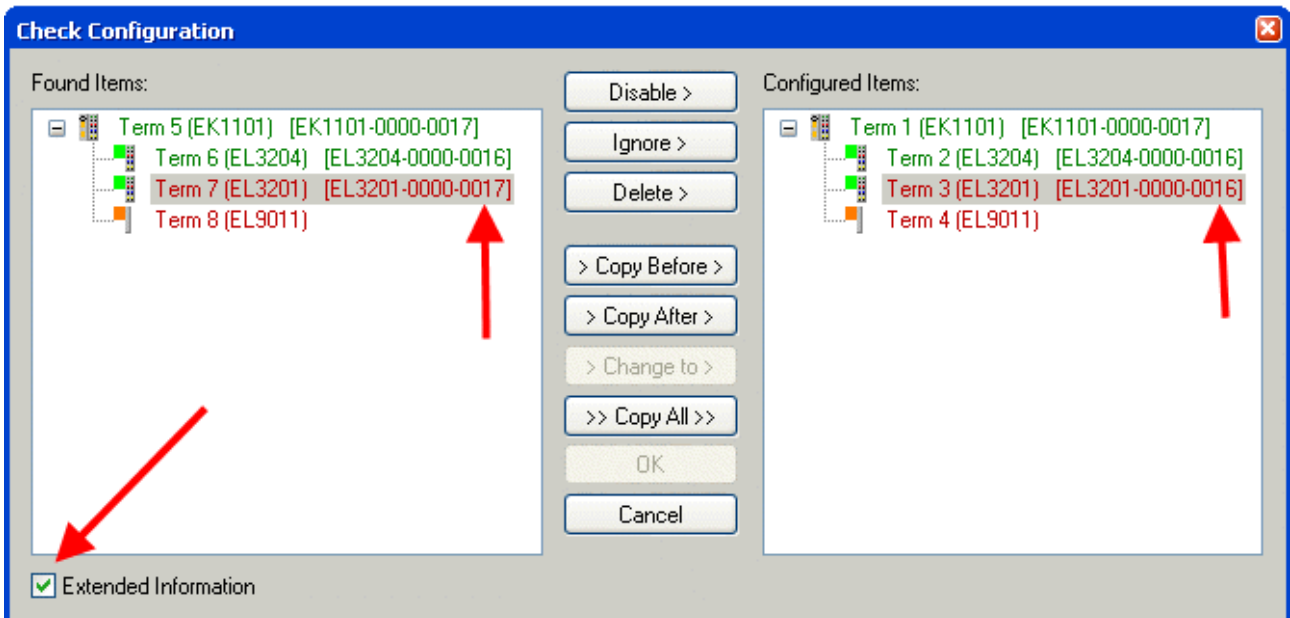 Check Configuration
Found Items:
Term 5 (EK1101) [EK1101-0000-0017]
Term 6 (EL3204) [EL3204-0000-0016]
Term 7 (EL3201) [EL3201-0000-0017]
Term 8 (EL9011)
Disable >
Ignore >
Delete >
> Copy Before >
> Copy After >
> Change to >
>> Copy All >>
OK
Cancel
Configured Items:
Term 1 (EK1101) [EK1101-0000-0017]
Term 2 (EL3204) [EL3204-0000-0016]
Term 3 (EL3201) [EL3201-0000-0016]
Term 4 (EL9011)
Extended Information